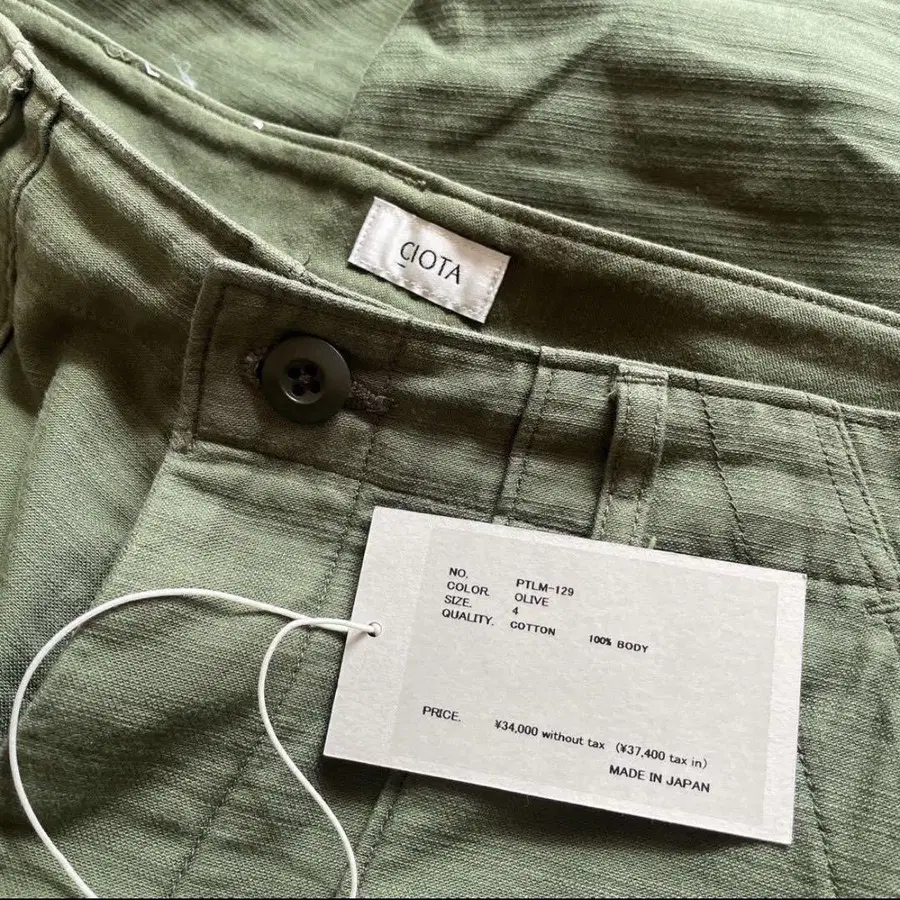 CIOTA
NO. PTLM-129
COLOR. OLIVE
SIZE. 4
QUALITY. COTTON 100% BODY
PRICE. ¥34,000 without tax (¥37,400 tax in)
MADE IN JAPAN